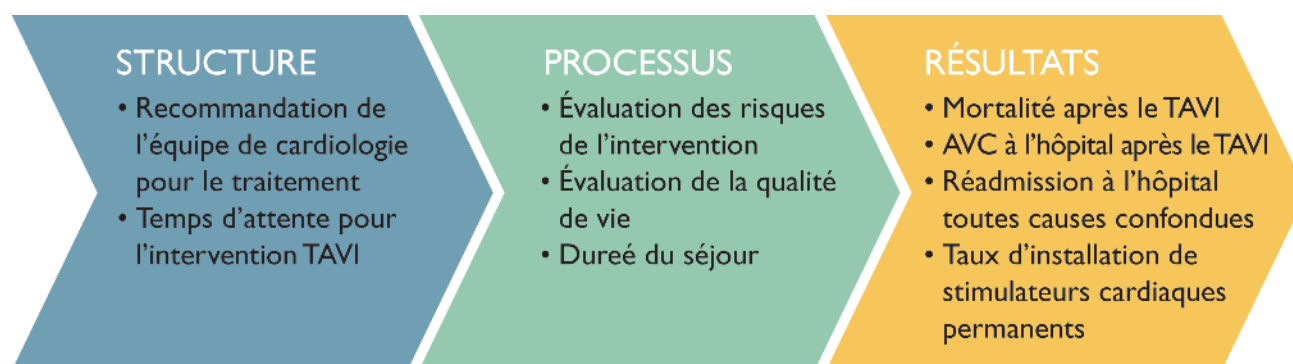 STRUCTURE
• Recommandation de
l'équipe de cardiologie
pour le traitement
• Temps d'attente pour
l'intervention TAVI
PROCESSUS
• Évaluation des risques
de l'intervention
• Évaluation de la qualité
de vie
• Dureé du séjour
RÉSULTATS
• Mortalité après le TAVI
• AVC à l'hôpital après le TAVI
• Réadmission à l'hôpital
toutes causes confondues
• Taux d'installation de
stimulateurs cardiaques
permanents